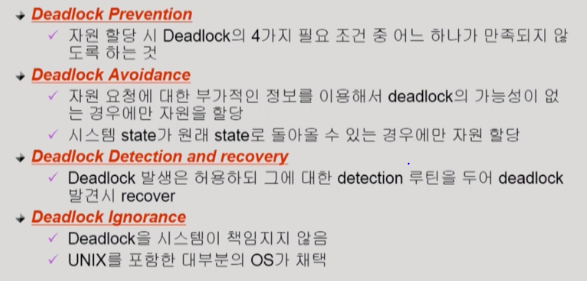 Deadlock Prevention
자원 할당 시 Deadlock의 4가지 필요 조건 중 어느 하나가 만족되지 않
도록 하는 것
Deadlock Avoidance
자원 요청에 대한 부가적인 정보를 이용해서 deadlock의 가능성이 없
는 경우에만 자원을 할당
시스템 state가 원래 state로 돌아올 수 있는 경우에만 자원 할당
Deadlock Detection and recovery
Deadlock 발생은 허용하되 그에 대한 detection 루틴을 두어 deadlock
발견시 recover
Deadlock Ignorance
Deadlock을 시스템이 책임지지 않음
UNIX를 포함한 대부분의 OS가 채택